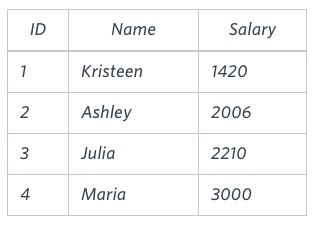 ID Name Salary
1 Kristeen 1420
2 Ashley 2006
3 Julia 2210
4 Maria 3000